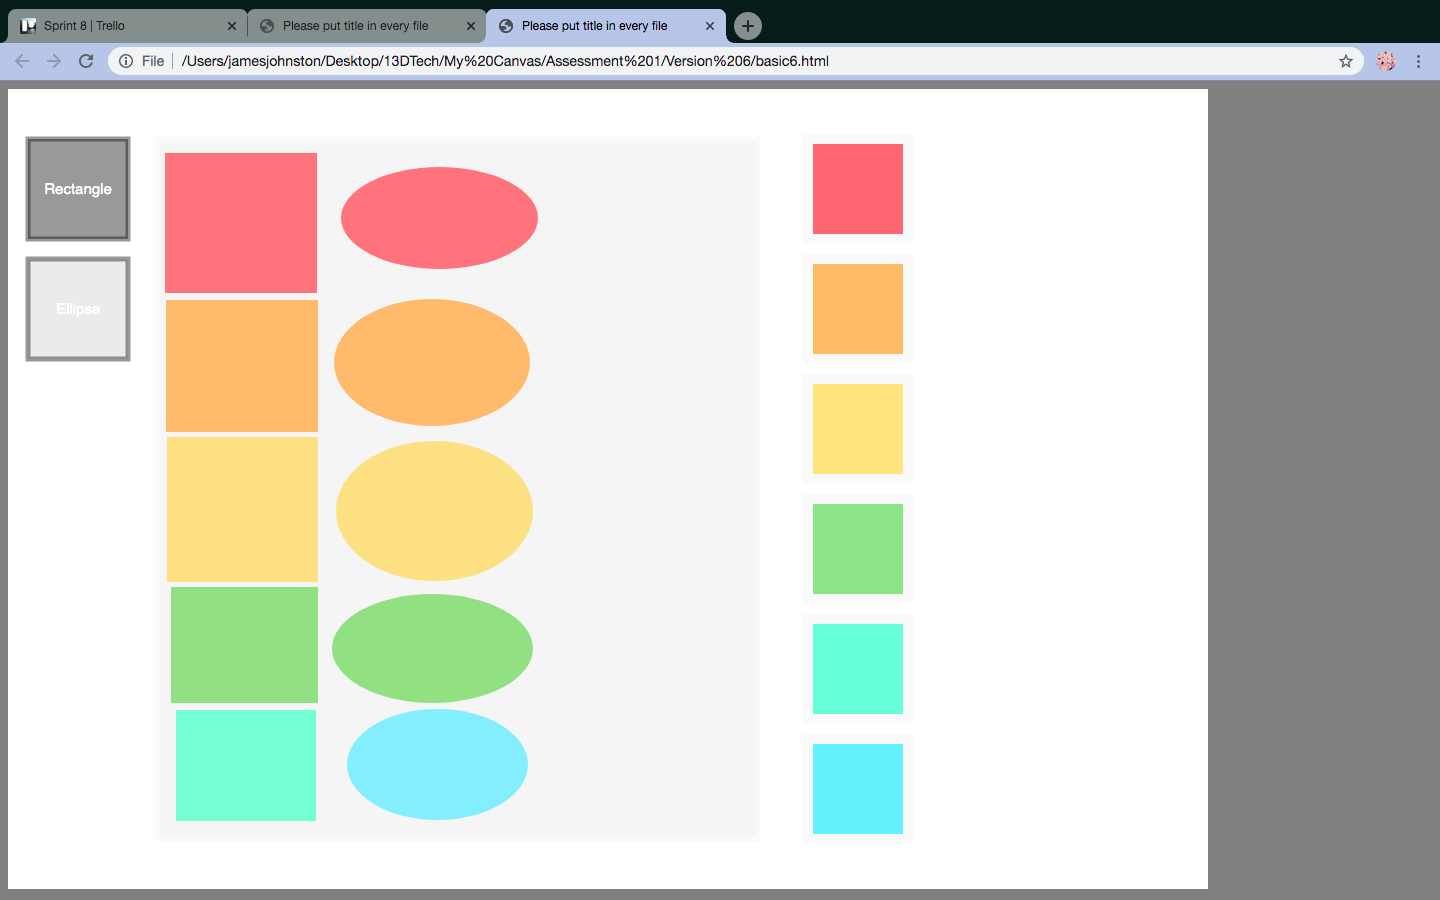 Sprint 8 | Trello
Please put title in every file
Please put title in every file
File
/Users/jamesjohnston/Desktop/13DTech/My%20Canvas/Assessment%201/Version%206/basic6.html
Rectangle
Ellipse